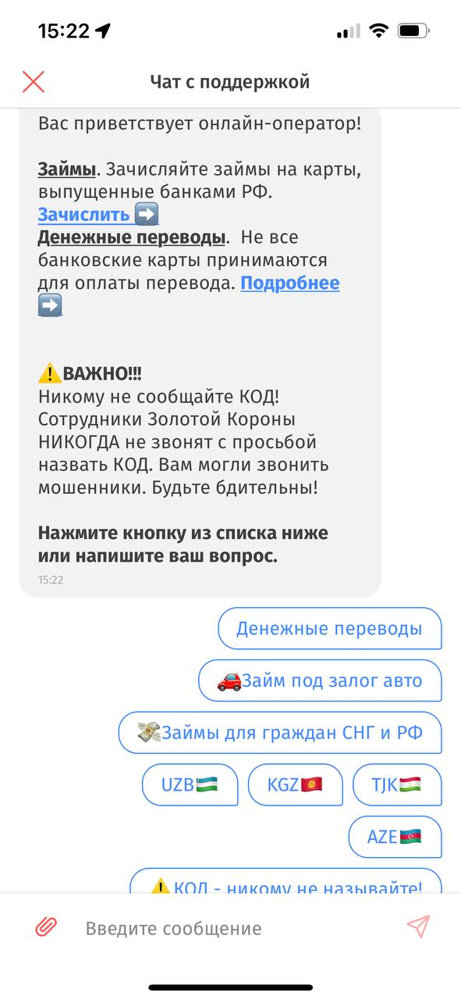 15:22
Чат с поддержкой
Вас приветствует онлайн-оператор!
Займы. Зачисляйте займы на карты,
выпущенные банками РФ.
Зачислить ➡️
Денежные переводы.  Не все
банковские карты принимаются
для оплаты перевода. Подробнее
➡️
⚠️ВАЖНО!!!
Никому не сообщайте КОД!
Сотрудники Золотой Короны
НИКОГДА не звонят с просьбой
назвать КОД. Вам могли звонить
мошенники. Будьте бдительны!
Нажмите кнопку из списка ниже
или напишите ваш вопрос.
15:22
Денежные переводы
🚗Займ под залог авто
💸Займы для граждан СНГ и РФ
UZB🇺🇿 KGZ🇰🇬 TJK🇹🇯
AZE🇦🇿
⚠️КОД - никому не называйте!
Введите сообщение